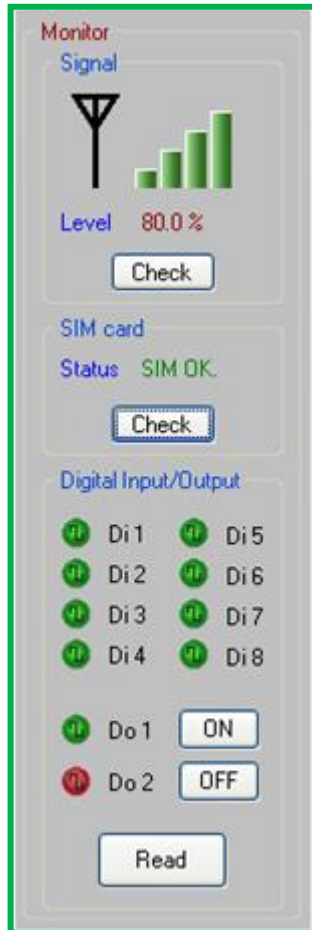 Monitor
Signal
Level 80.0 %
Check
SIM card
Status SIM OK.
Check
Digital Input/Output
Di 1 Di 5
Di 2 Di 6
Di 3 Di 7
Di 4 Di 8
Do 1 ON
Do 2 OFF
Read